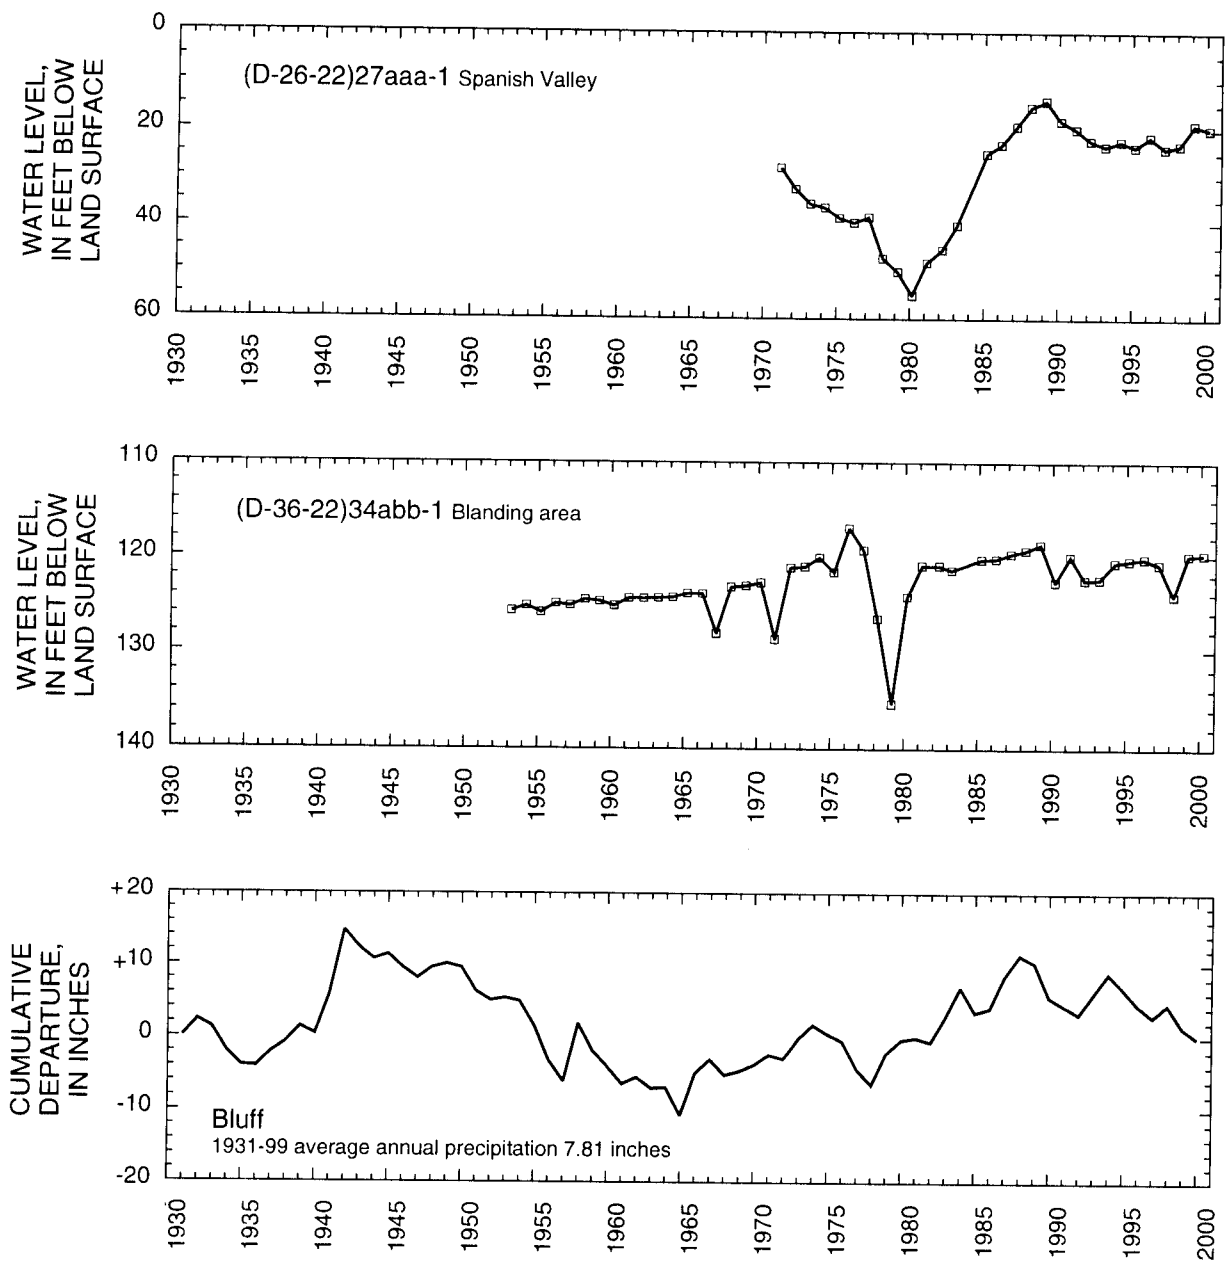 WATER LEVEL,
IN FEET BELOW
LAND SURFACE
0
20
40
60
(D-26-22)27aaa-1 Spanish Valley
1930 1935 1940 1945 1950 1955 1960 1965 1970 1975 1980 1985 1990 1995 2000
WATER LEVEL,
IN FEET BELOW
LAND SURFACE
110
120
130
140
(D-36-22)34abb-1 Blanding area
1930 1935 1940 1945 1950 1955 1960 1965 1970 1975 1980 1985 1990 1995 2000
CUMULATIVE
DEPARTURE,
IN INCHES
+20
+10
0
-10
-20
Bluff
1931-99 average annual precipitation 7.81 inches
1930 1935 1940 1945 1950 1955 1960 1965 1970 1975 1980 1985 1990 1995 2000